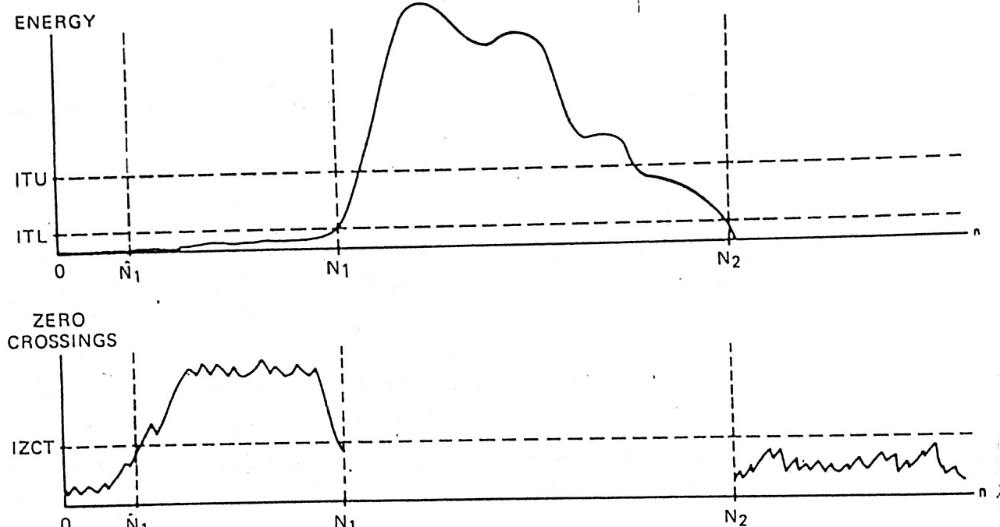 ENERGY
ITU
ITL
n
0
N̂₁
N₁
N₂
ZERO
CROSSINGS
IZCT
n
0
N̂₁
N₁
N₂